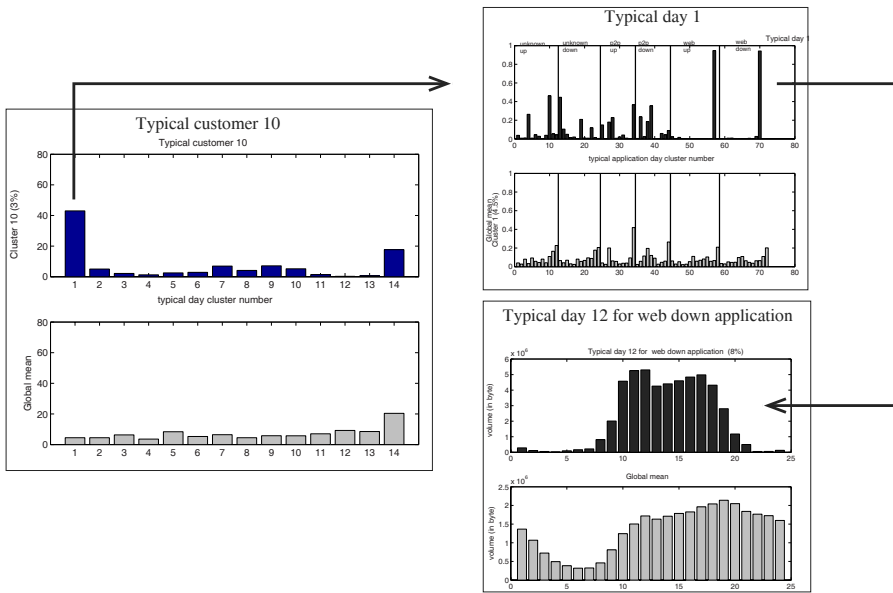 Typical customer 10
Typical customer 10
80
60
40
20
0
Cluster 10 (3%)
1 2 3 4 5 6 7 8 9 10 11 12 13 14
typical day cluster number
80
60
40
20
0
Global mean
1 2 3 4 5 6 7 8 9 10 11 12 13 14
Typical day 1
Typical day 1
unknown up
unknown down
p2p up
p2p down
web up
web down
1
0.8
0.6
0.4
0.2
0
0 10 20 30 40 50 60 70 80
typical application day cluster number
1
0.8
0.6
0.4
0.2
0
Global mean
Cluster 1 (4.5%)
0 10 20 30 40 50 60 70 80
Typical day 12 for web down application
x 10^6
Typical day 12 for web down application (8%)
6
5
4
3
2
1
0
volume (in byte)
0 5 10 15 20 25
x 10^6
Global mean
2.5
2
1.5
1
0.5
0
volume (in byte)
0 5 10 15 20 25